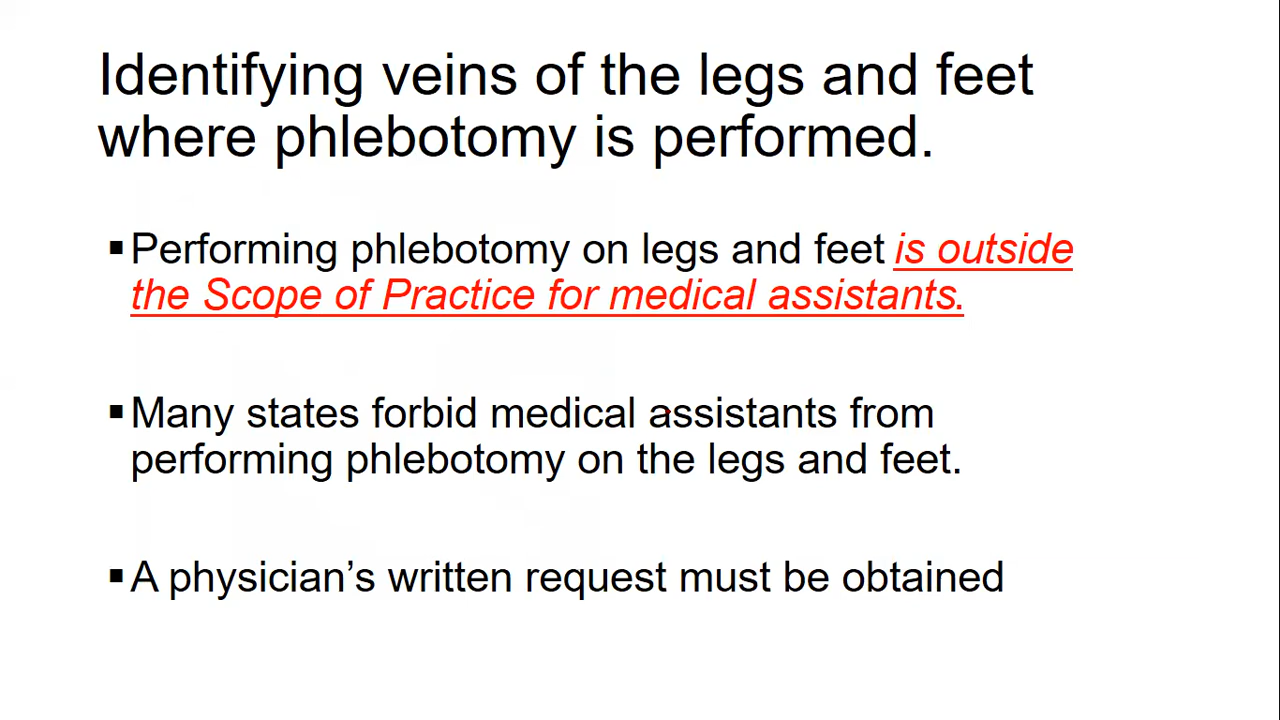 Identifying veins of the legs and feet
where phlebotomy is performed.
▪Performing phlebotomy on legs and feet is outside
the Scope of Practice for medical assistants.
▪Many states forbid medical assistants from
performing phlebotomy on the legs and feet.
▪A physician’s written request must be obtained